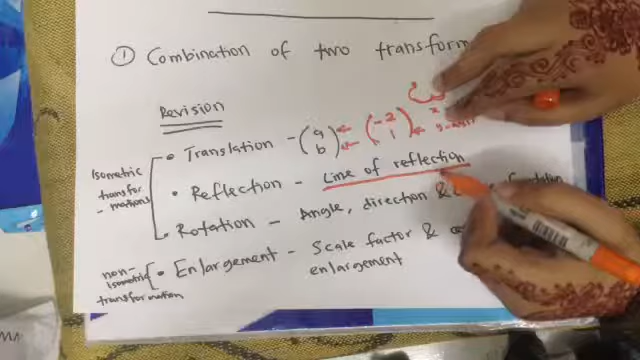 ① Combination of two transform
Revision
Isometric transfor-mations
• Translation - (a b) ← (-2 1) ←
• Reflection - Line of reflection
• Rotation - Angle, direction &
non-isometric transformation
• Enlargement - Scale factor &
enlargement